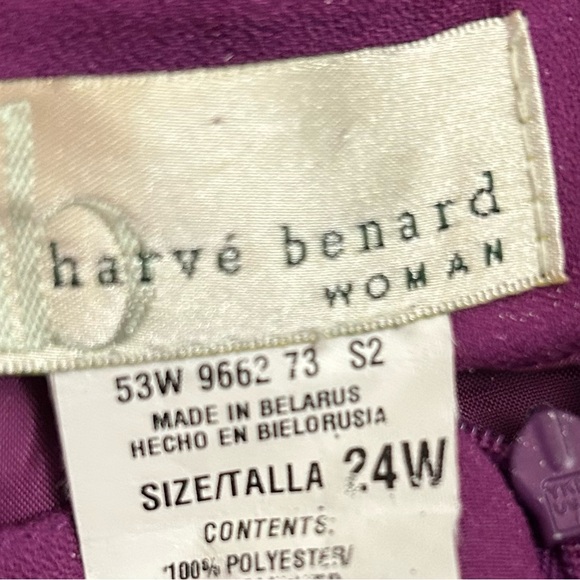 harvé benard
WOMAN
53W 9662 73 S2
MADE IN BELARUS
HECHO EN BIELORUSIA
SIZE/TALLA 24W
CONTENTS:
100% POLYESTER/